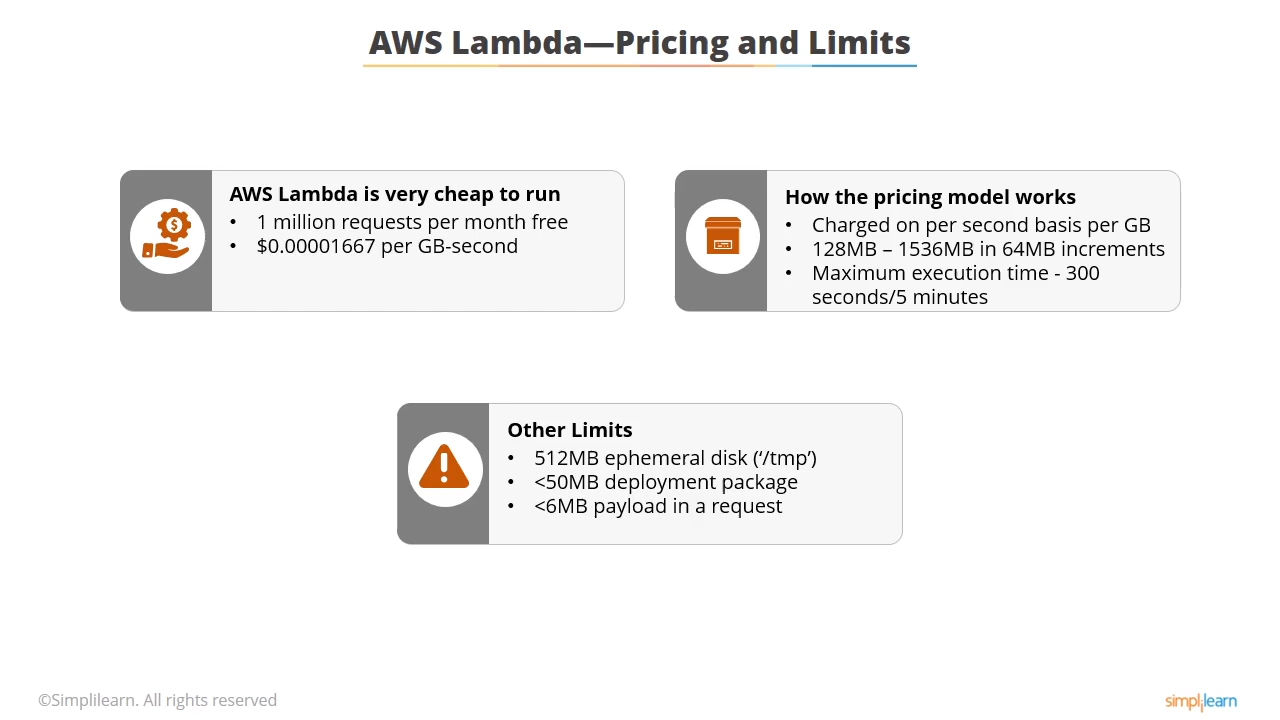 AWS Lambda—Pricing and Limits
AWS Lambda is very cheap to run
• 1 million requests per month free
• $0.00001667 per GB-second
How the pricing model works
• Charged on per second basis per GB
• 128MB – 1536MB in 64MB increments
• Maximum execution time - 300
seconds/5 minutes
Other Limits
• 512MB ephemeral disk (‘/tmp’)
• <50MB deployment package
• <6MB payload in a request
©Simplilearn. All rights reserved
simplilearn